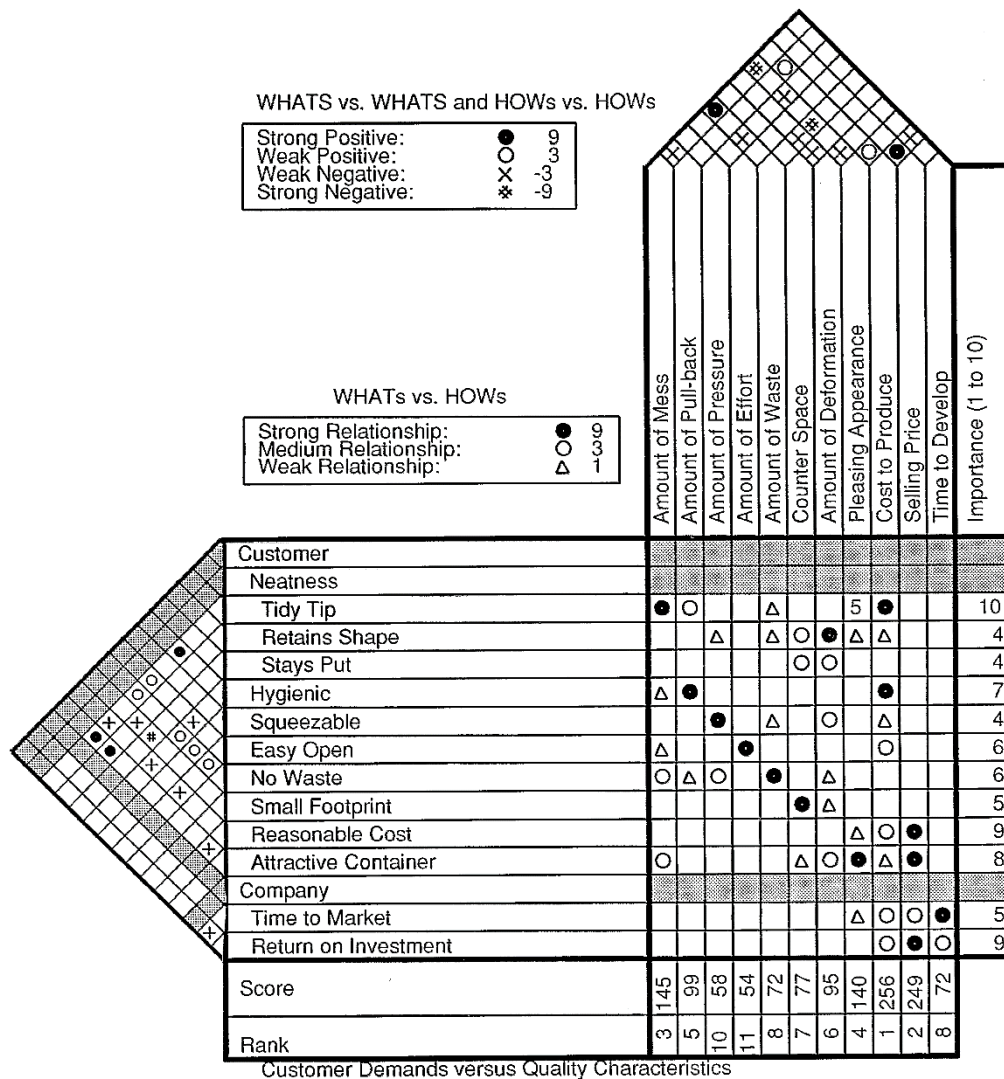 WHATS vs. WHATS and HOWs vs. HOWs
Strong Positive: 9
Weak Positive: 3
Weak Negative: -3
Strong Negative: -9
WHATs vs. HOWs
Strong Relationship: 9
Medium Relationship: 3
Weak Relationship: 1
Amount of Mess
Amount of Pull-back
Amount of Pressure
Amount of Effort
Amount of Waste
Counter Space
Amount of Deformation
Pleasing Appearance
Cost to Produce
Selling Price
Time to Develop
Importance (1 to 10)
Customer
Neatness
Tidy Tip 5 10
Retains Shape 4
Stays Put 4
Hygienic 7
Squeezable 4
Easy Open 6
No Waste 6
Small Footprint 5
Reasonable Cost 9
Attractive Container 8
Company
Time to Market 5
Return on Investment 9
Score 145 99 58 54 72 77 95 140 256 249 72
Rank 3 5 10 11 8 7 6 4 1 2 8
Customer Demands versus Quality Characteristics